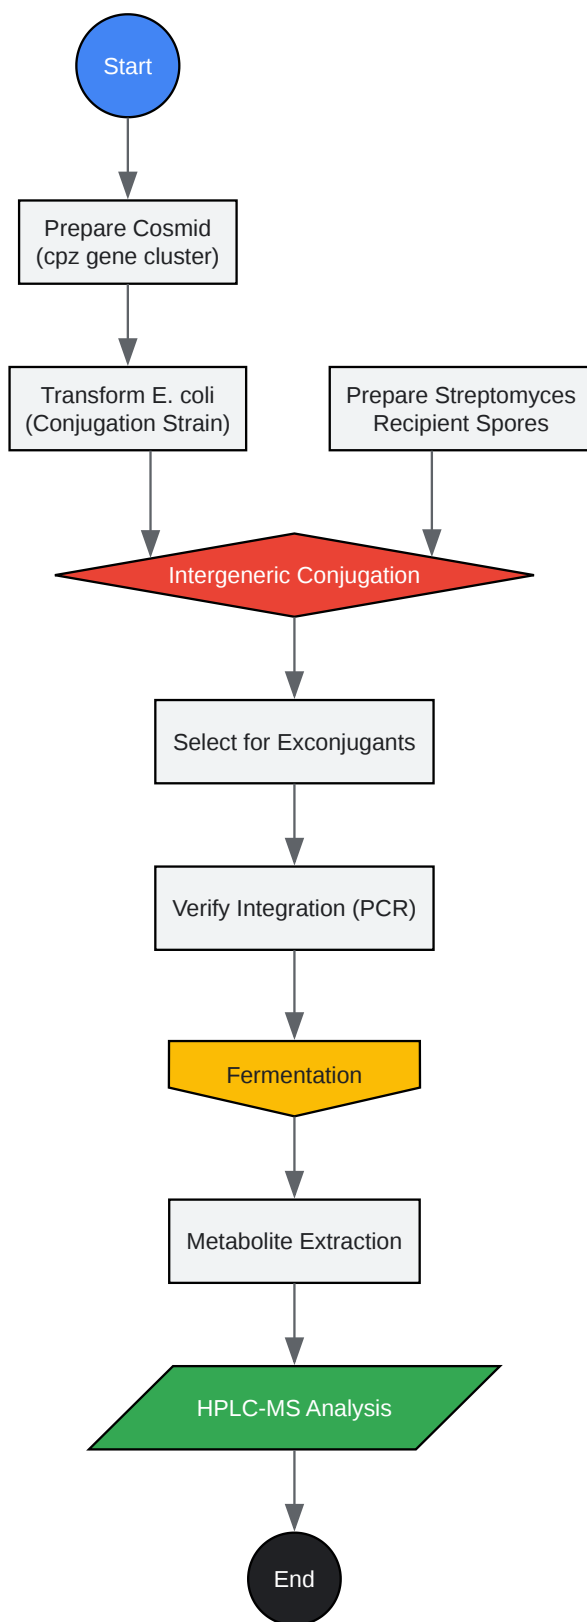 Start
Prepare Cosmid
(cpz gene cluster)
Transform E. coli
(Conjugation Strain)
Prepare Streptomyces
Recipient Spores
Intergeneric Conjugation
Select for Exconjugants
Verify Integration (PCR)
Fermentation
Metabolite Extraction
HPLC-MS Analysis
End